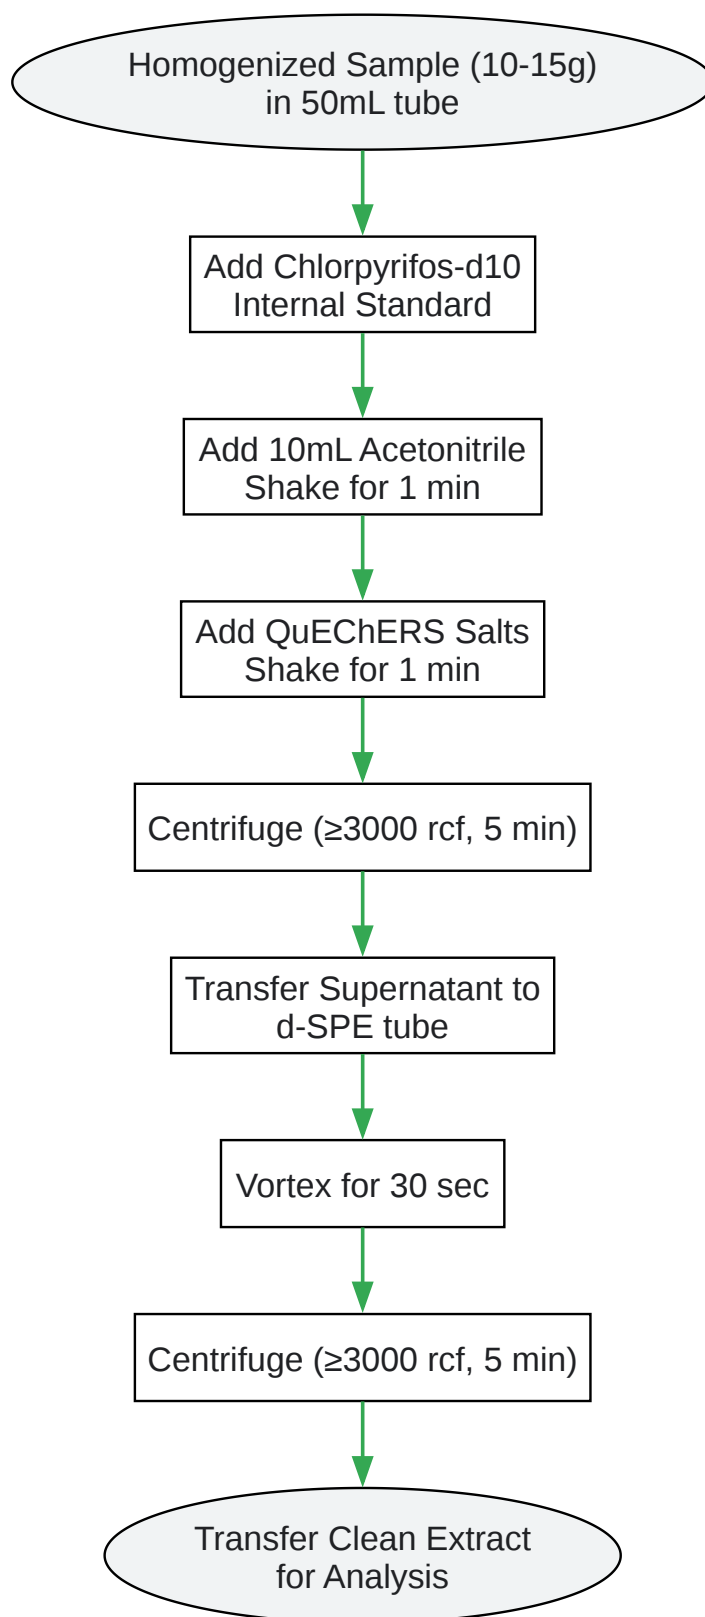 Homogenized Sample (10-15g)
in 50mL tube
Add Chlorpyrifos-d10
Internal Standard
Add 10mL Acetonitrile
Shake for 1 min
Add QuEChERS Salts
Shake for 1 min
Centrifuge (≥3000 rcf, 5 min)
Transfer Supernatant to
d-SPE tube
Vortex for 30 sec
Centrifuge (≥3000 rcf, 5 min)
Transfer Clean Extract
for Analysis